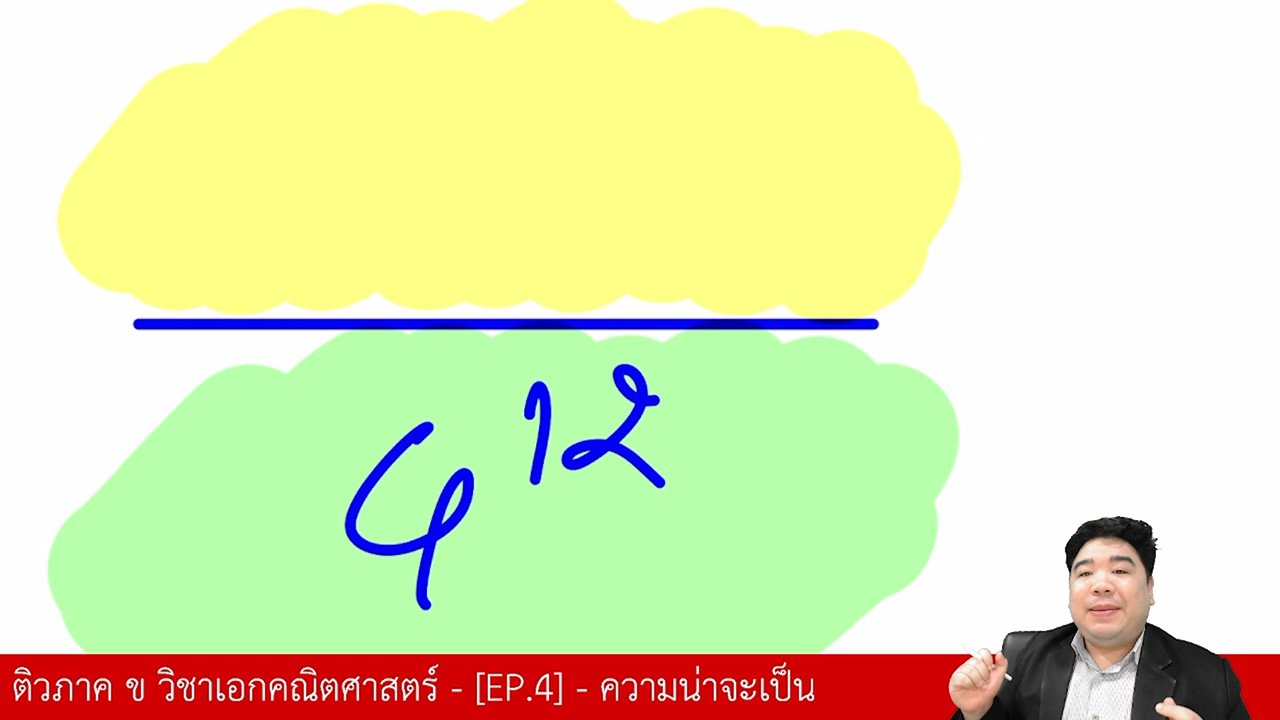 4¹²
ติวภาค ข วิชาเอกคณิตศาสตร์ - [EP.4] - ความน่าจะเป็น